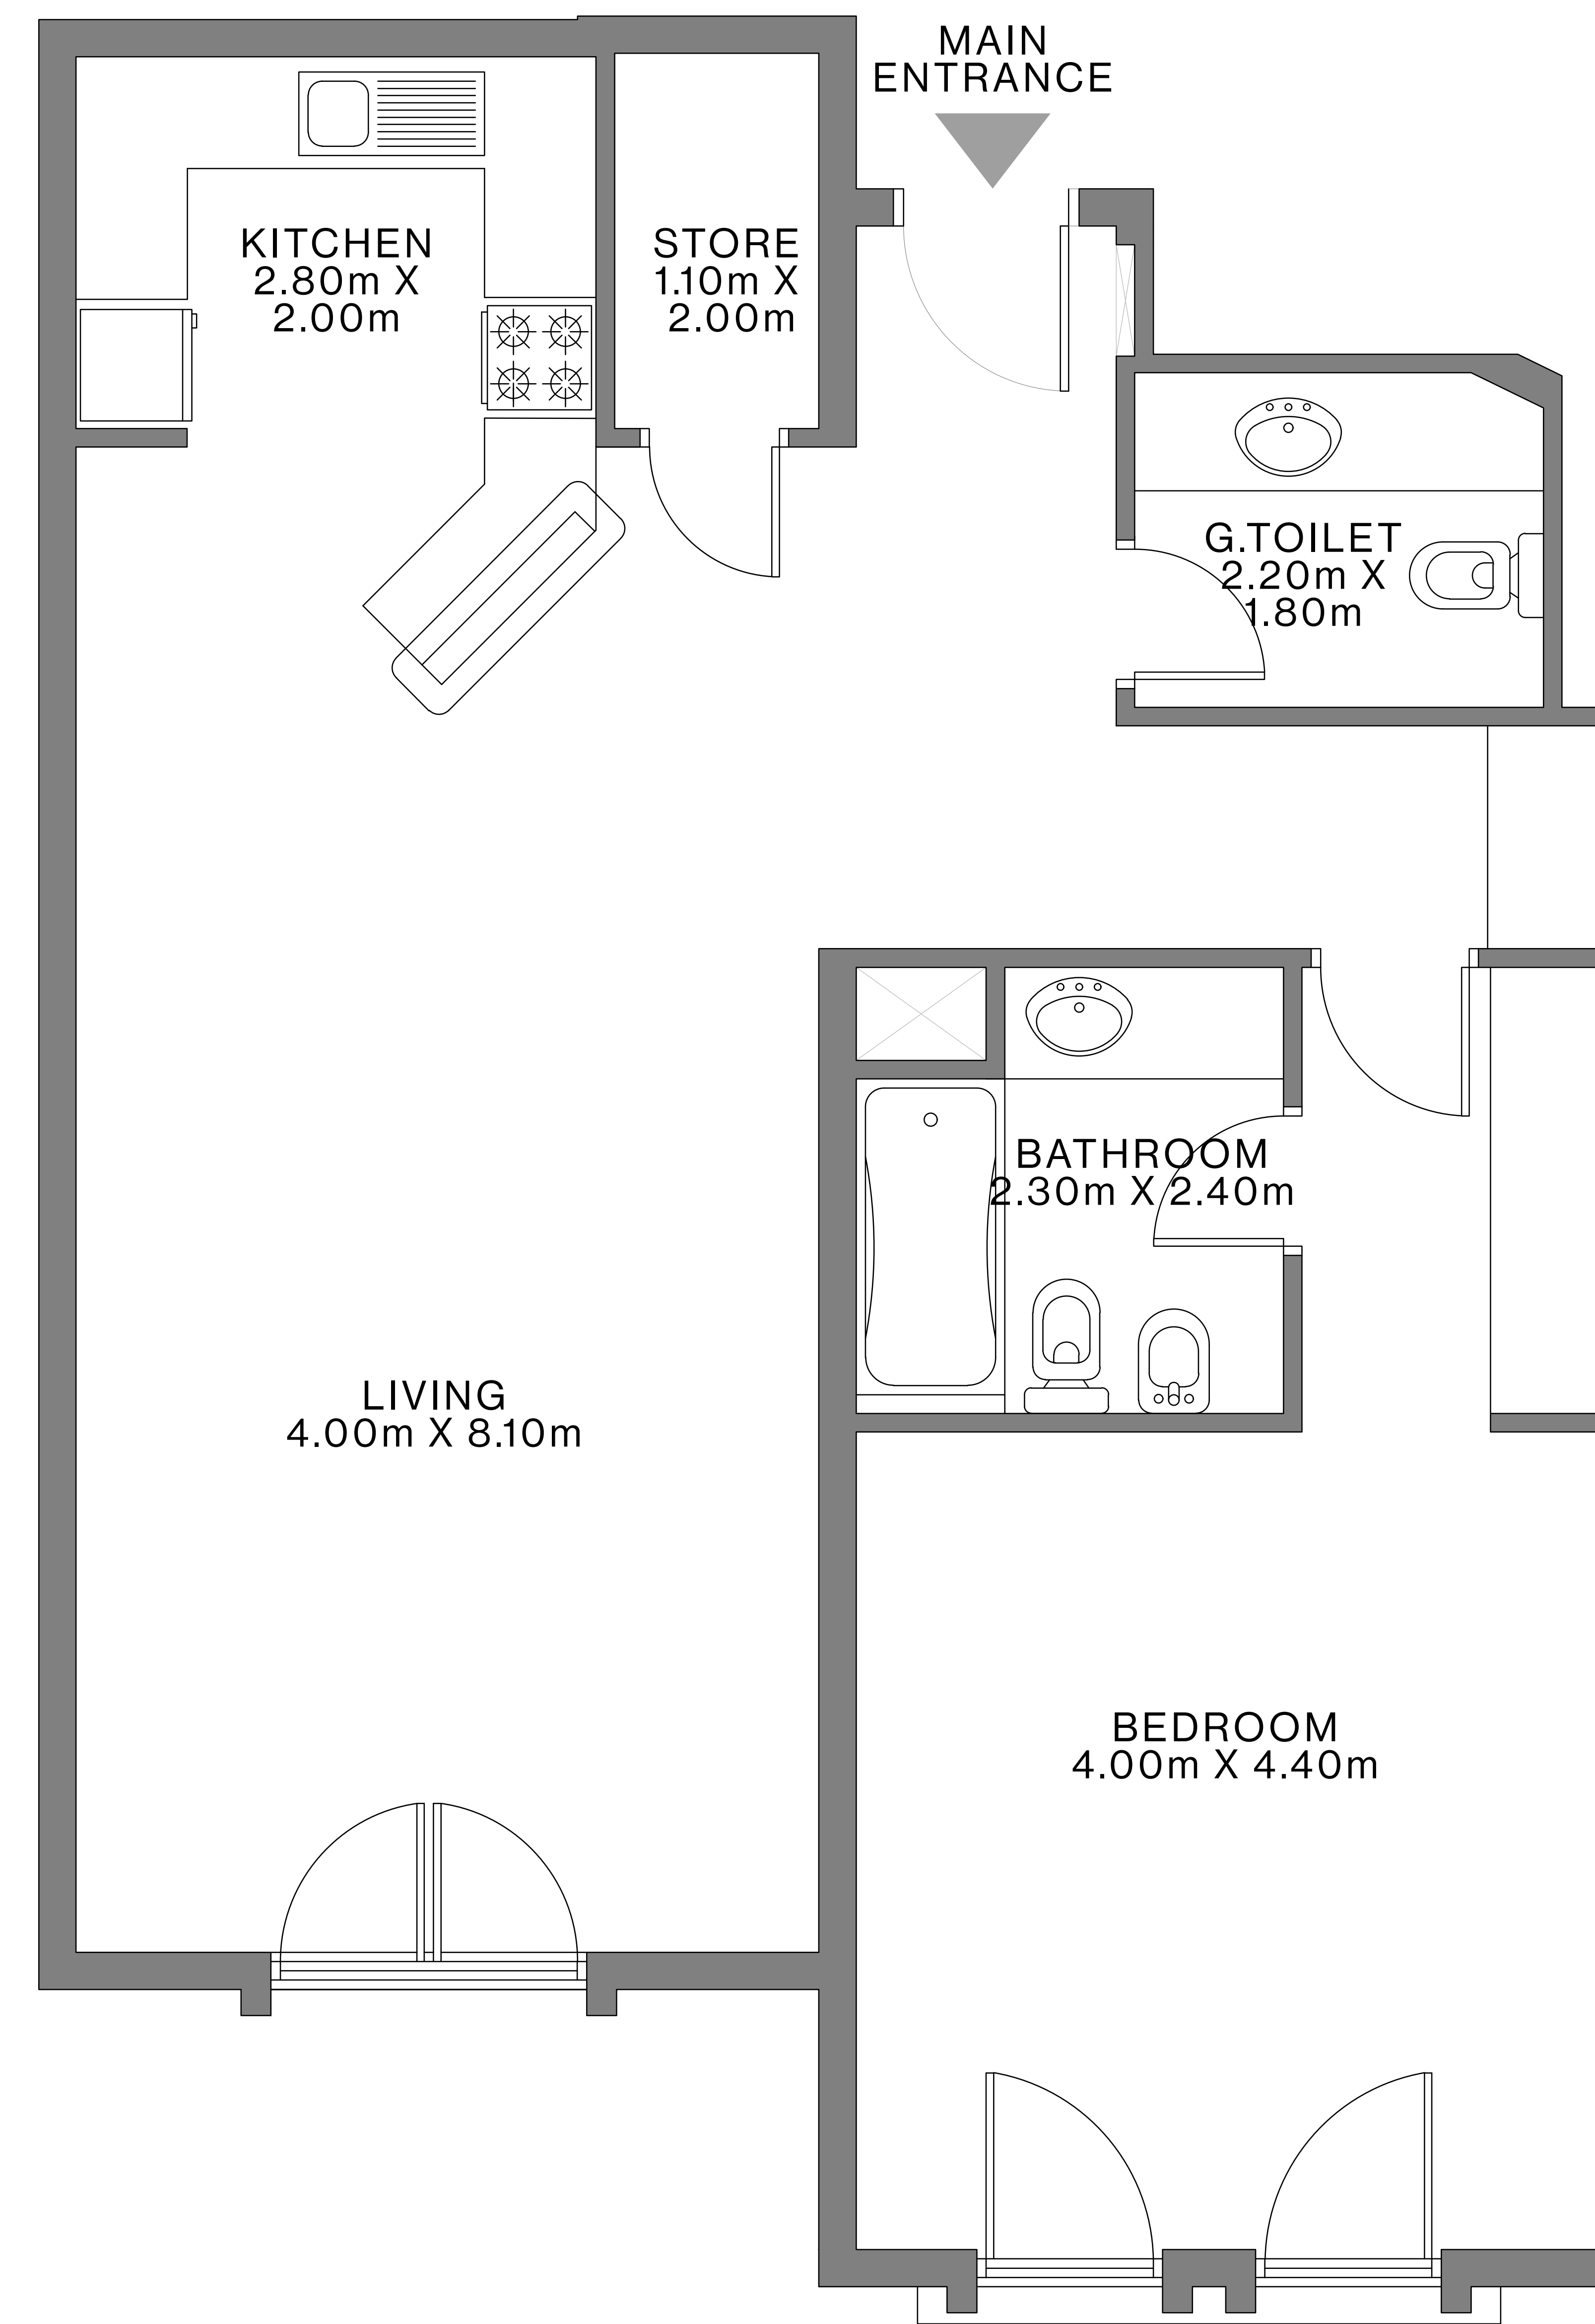 MAIN
ENTRANCE
KITCHEN
2.80m X
2.00m
STORE
1.10m X
2.00m
G.TOILET
2.20m X
1.80m
BATHROOM
2.30m X 2.40m
LIVING
4.00m X 8.10m
BEDROOM
4.00m X 4.40m